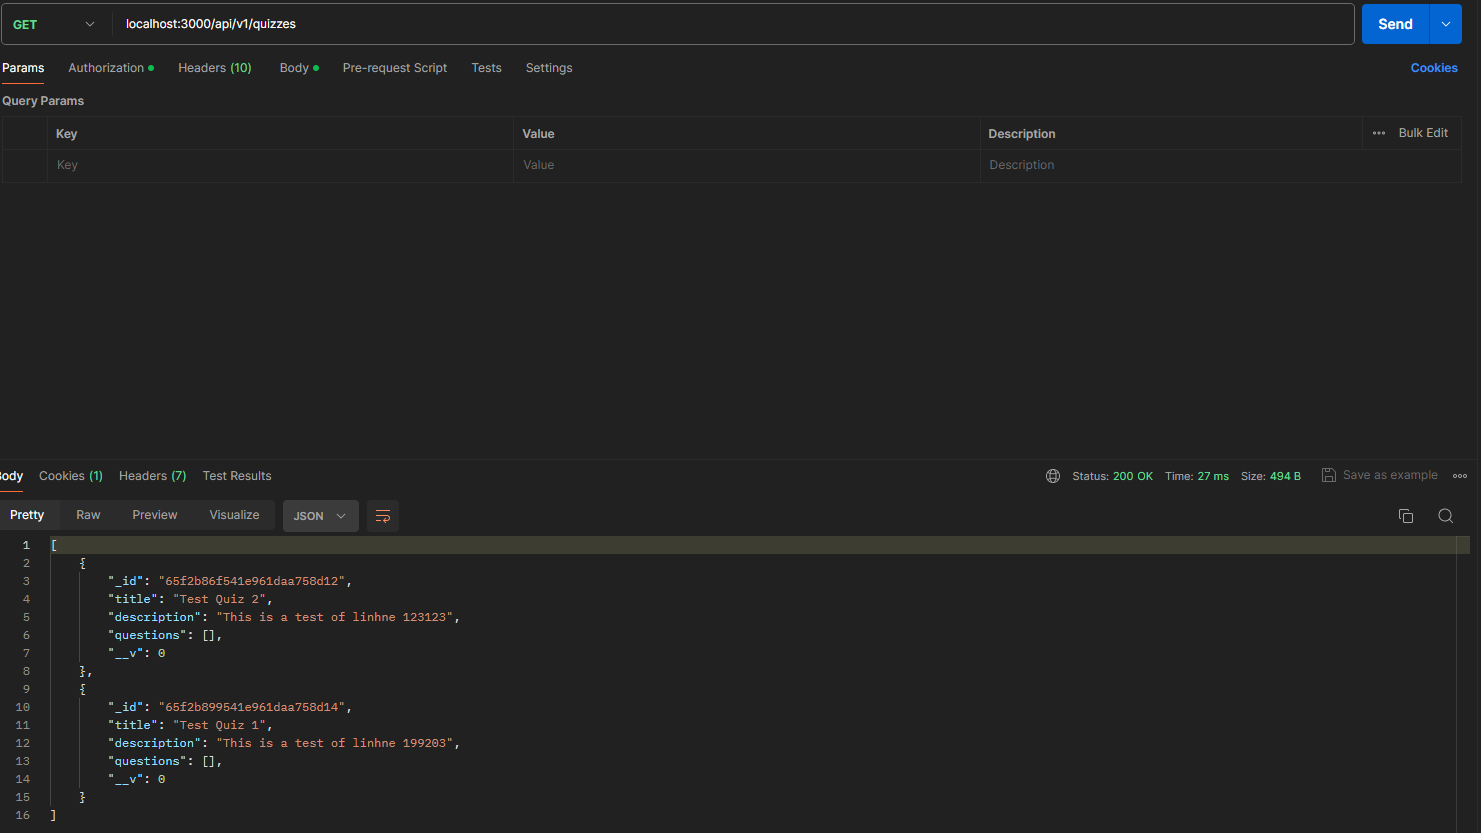 GET localhost:3000/api/v1/quizzes Send
Params Authorization Headers (10) Body Pre-request Script Tests Settings Cookies
Query Params
Key Value Description ••• Bulk Edit
Key Value Description
Body Cookies (1) Headers (7) Test Results Status: 200 OK Time: 27 ms Size: 494 B Save as example
Pretty Raw Preview Visualize JSON
1 [
2 {
3 "_id": "65f2b86f541e961daa758d12",
4 "title": "Test Quiz 2",
5 "description": "This is a test of linhne 123123",
6 "questions": [],
7 "__v": 0
8 },
9 {
10 "_id": "65f2b899541e961daa758d14",
11 "title": "Test Quiz 1",
12 "description": "This is a test of linhne 199203",
13 "questions": [],
14 "__v": 0
15 }
16 ]